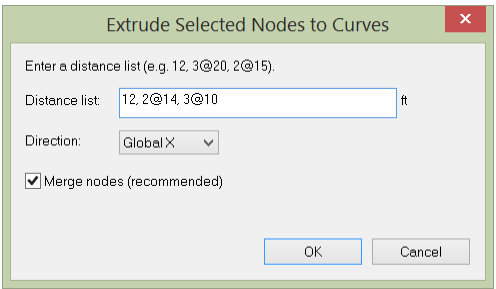 Extrude Selected Nodes to Curves
Enter a distance list (e.g. 12, 3@20, 2@15).
Distance list: 12, 2@14, 3@10 ft
Direction: Global X
Merge nodes (recommended)
OK Cancel